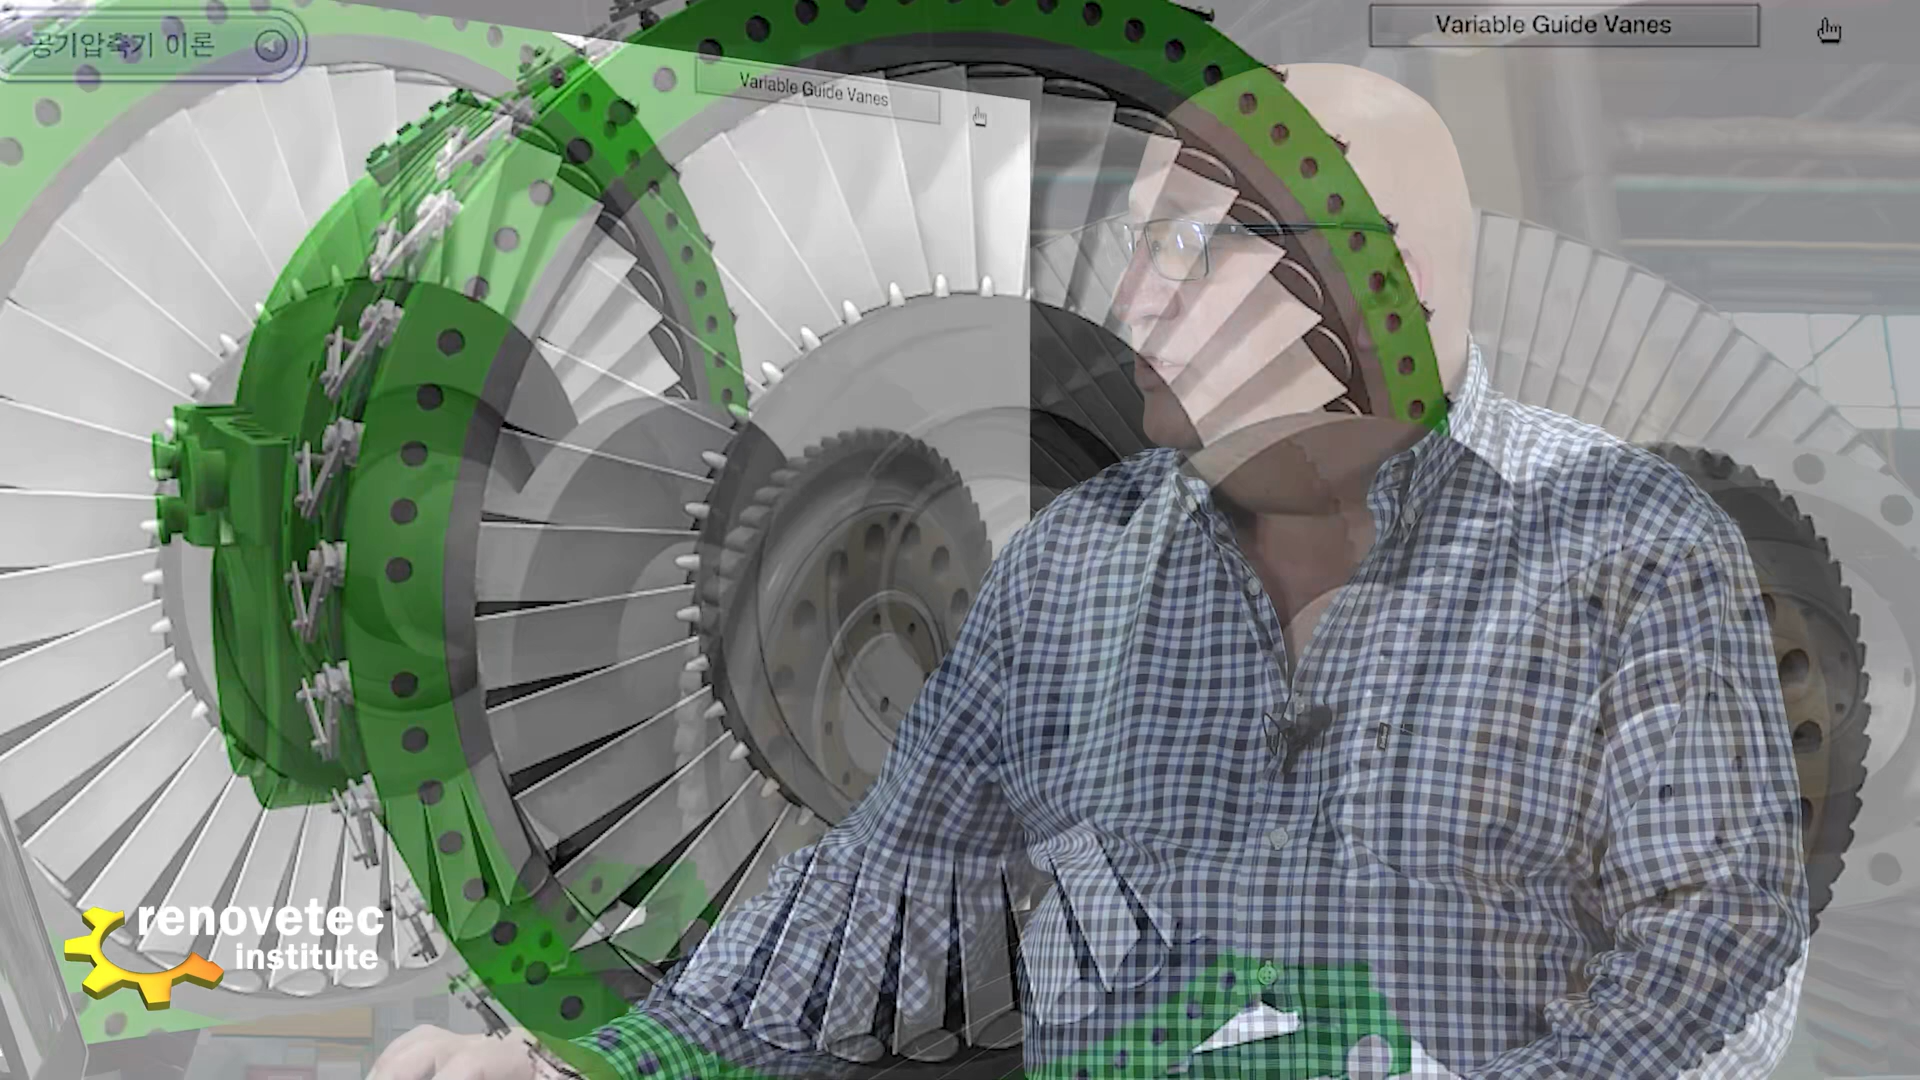 공기압축기 이론
Variable Guide Vanes
Variable Guide Vanes
renovetec
institute